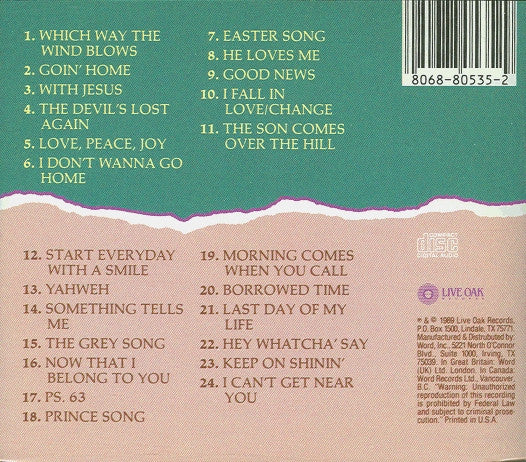 1. WHICH WAY THE
WIND BLOWS
2. GOIN' HOME
3. WITH JESUS
4. THE DEVIL'S LOST
AGAIN
5. LOVE, PEACE, JOY
6. I DON'T WANNA GO
HOME
7. EASTER SONG
8. HE LOVES ME
9. GOOD NEWS
10. I FALL IN
LOVE/CHANGE
11. THE SON COMES
OVER THE HILL
8068-80535-2
12. START EVERYDAY
WITH A SMILE
13. YAHWEH
14. SOMETHING TELLS
ME
15. THE GREY SONG
16. NOW THAT I
BELONG TO YOU
17. PS. 63
18. PRINCE SONG
19. MORNING COMES
WHEN YOU CALL
20. BORROWED TIME
21. LAST DAY OF MY
LIFE
22. HEY WHATCHA' SAY
23. KEEP ON SHININ'
24. I CAN'T GET NEAR
YOU
COMPACT
disc
DIGITAL AUDIO
LIVE OAK
℗ & © 1989 Live Oak Records,
P.O. Box 1500, Lindale, TX 75771.
Manufactured & Distributed by:
Word, Inc., 5221 North O'Connor
Blvd., Suite 1000, Irving, TX
75039. In Great Britain: Word
(UK) Ltd. London. In Canada:
Word Records Ltd., Vancouver,
B.C. "Warning: Unauthorized
reproduction of this recording
is prohibited by Federal Law
and subject to criminal prose-
cution." Printed in U.S.A.